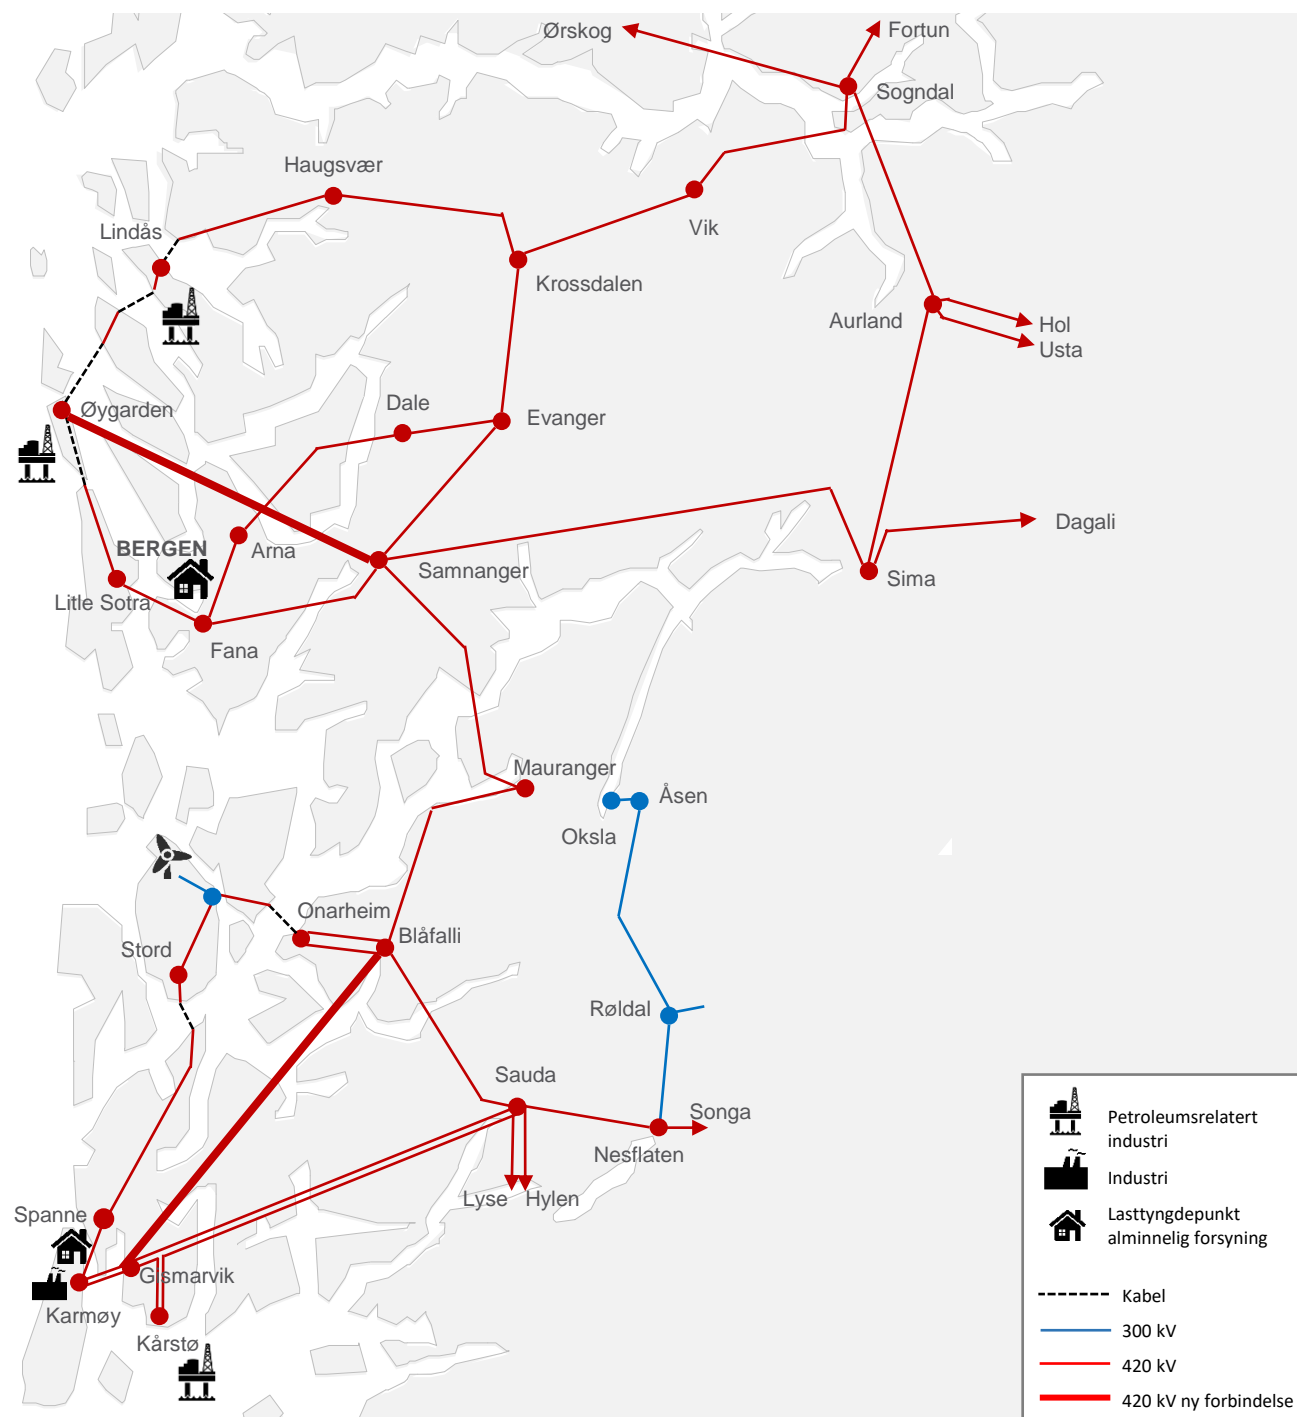 Ørskog
Fortun
Sogndal
Haugsvær
Vik
Lindås
Krossdalen
Aurland
Hol
Usta
Øygarden
Dale
Evanger
Dagali
BERGEN
Arna
Samnanger
Sima
Litle Sotra
Fana
Mauranger
Åsen
Oksla
Onarheim
Blåfalli
Stord
Røldal
Sauda
Songa
Nesflaten
Lyse
Hylen
Spanne
Gismarvik
Karmøy
Kårstø
Petroleumsrelatert
industri
Industri
Lasttyngdepunkt
alminnelig forsyning
Kabel
300 kV
420 kV
420 kV ny forbindelse